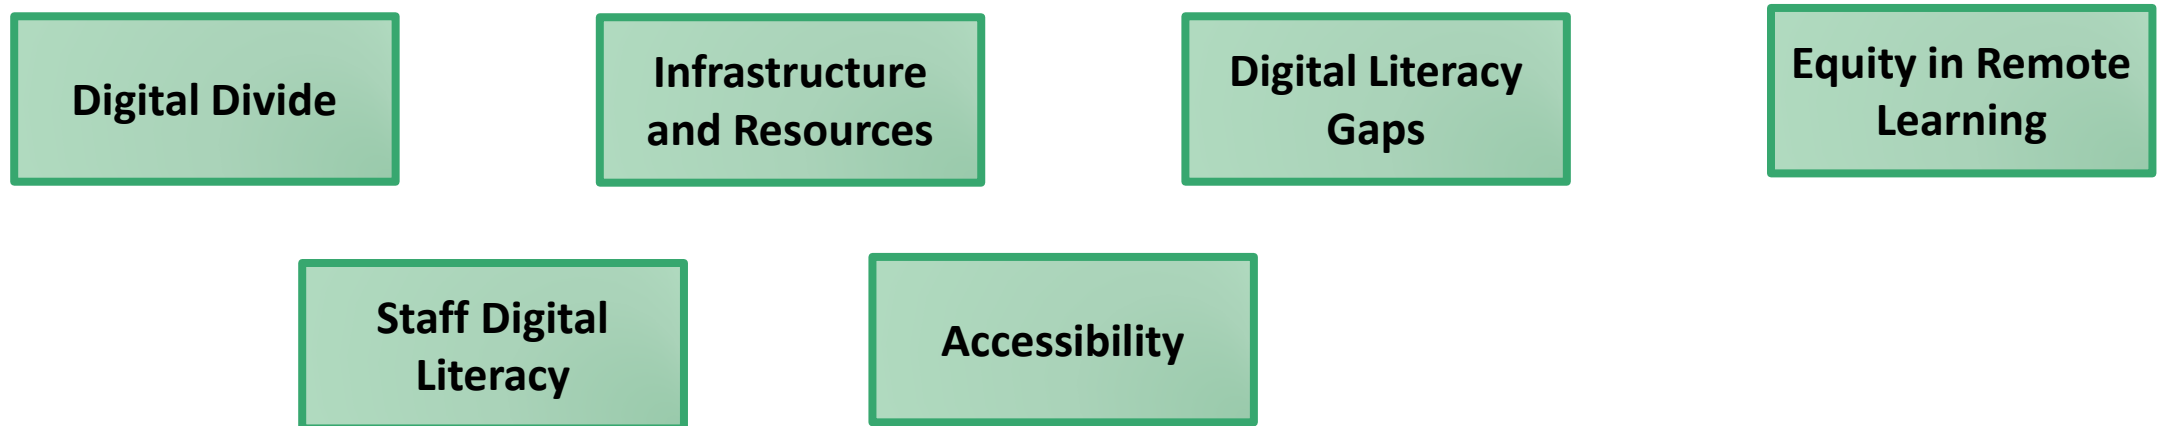 Digital Divide
Infrastructure
and Resources
Digital Literacy
Gaps
Equity in Remote
Learning
Staff Digital
Literacy
Accessibility